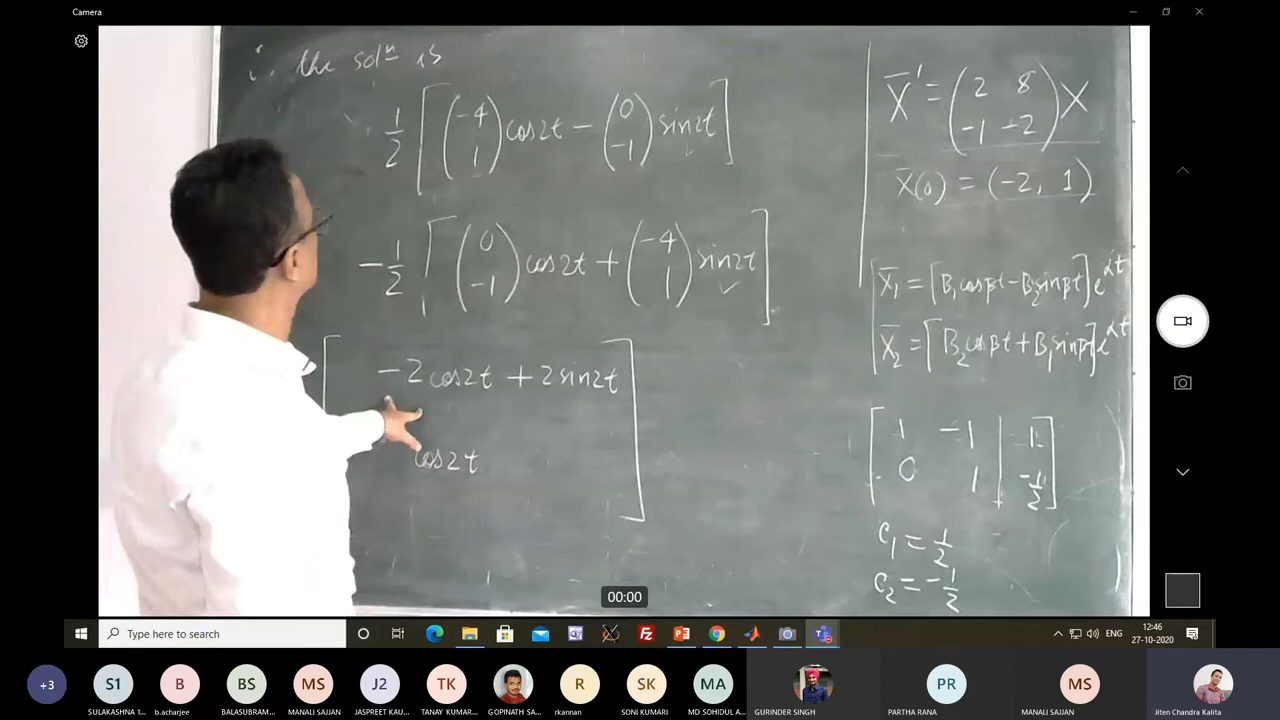 Camera
∴ the solⁿ is
1/2 [ (-4 1) cos2t - (0 -1) sin2t ]
-1/2 [ (0 -1) cos2t + (-4 1) sin2t ]
[ -2cos2t + 2sin2t
cos2t ]
X̄' = (2 8 -1 -2) X
X̄(0) = (-2, 1)
X̄₁ = [B₁cosβt - B₂sinβt] e^αt
X̄₂ = [B₂cosβt + B₁sinβt] e^αt
[ 1 -1 | 1
0 1 | -1/2 ]
c₁ = 1/2
c₂ = -1/2
00:00
Type here to search
ENG
12:46
27-10-2020
+3
S1
SULAKASHNA 1...
B
b.acharjee
BS
BALASUBRAM...
MS
MANALI SAJJAN
J2
JASPREET KAU...
TK
TANAY KUMAR...
GOPINATH SA...
R
rkannan
SK
SONI KUMARI
MA
MD SOHIDUL A...
GURINDER SINGH
PR
PARTHA RANA
MS
MANALI SAJJAN
Jiten Chandra Kalita